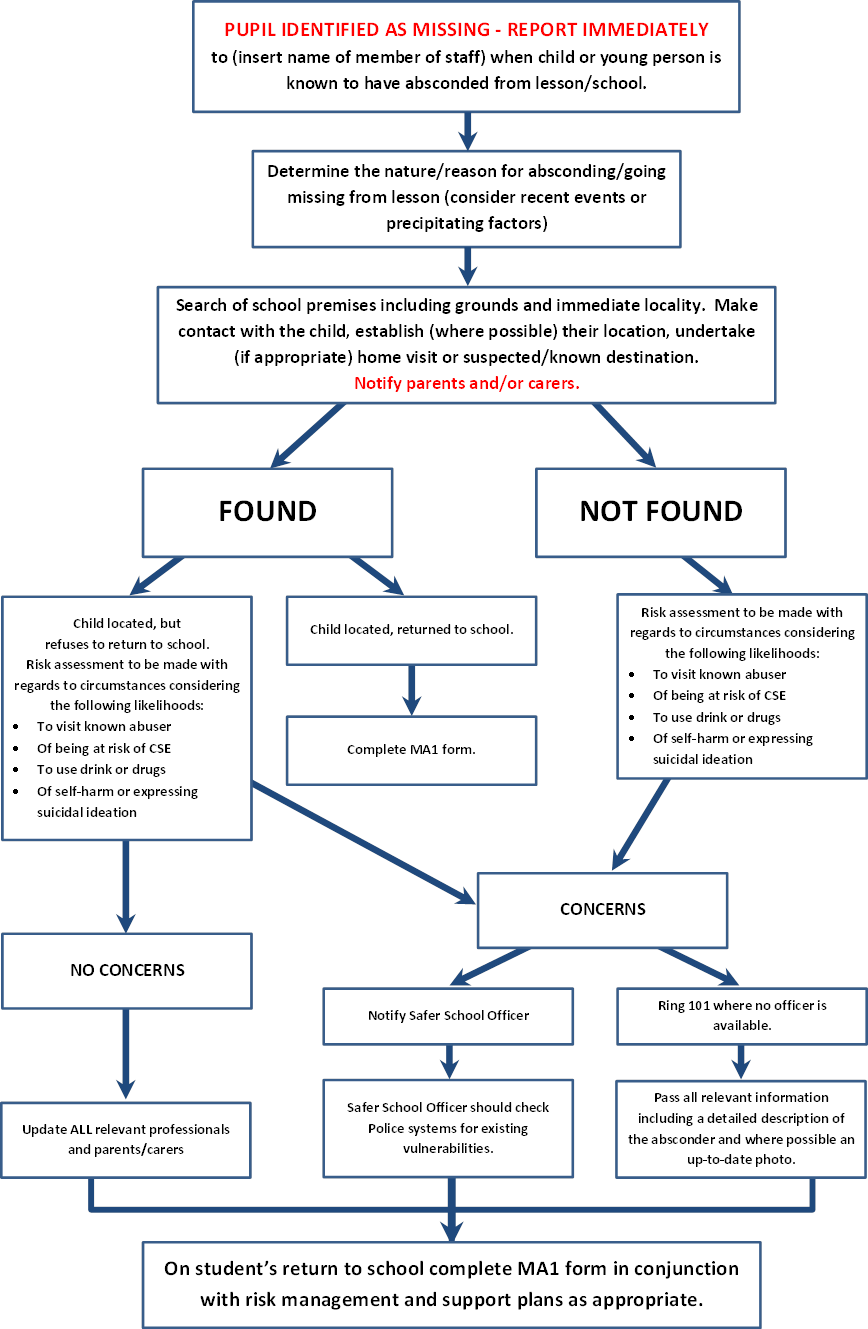 PUPIL IDENTIFIED AS MISSING - REPORT IMMEDIATELY
to (insert name of member of staff) when child or young person is
known to have absconded from lesson/school.
Determine the nature/reason for absconding/going
missing from lesson (consider recent events or
precipitating factors)
Search of school premises including grounds and immediate locality.  Make
contact with the child, establish (where possible) their location, undertake
(if appropriate) home visit or suspected/known destination.
Notify parents and/or carers.
FOUND
NOT FOUND
Child located, but
refuses to return to school.
Risk assessment to be made with
regards to circumstances considering
the following likelihoods:
• To visit known abuser
• Of being at risk of CSE
• To use drink or drugs
• Of self-harm or expressing
suicidal ideation
Child located, returned to school.
Complete MA1 form.
Risk assessment to be made with
regards to circumstances considering
the following likelihoods:
• To visit known abuser
• Of being at risk of CSE
• To use drink or drugs
• Of self-harm or expressing
suicidal ideation
CONCERNS
NO CONCERNS
Notify Safer School Officer
Ring 101 where no officer is
available.
Update ALL relevant professionals
and parents/carers
Safer School Officer should check
Police systems for existing
vulnerabilities.
Pass all relevant information
including a detailed description of
the absconder and where possible an
up-to-date photo.
On student’s return to school complete MA1 form in conjunction
with risk management and support plans as appropriate.